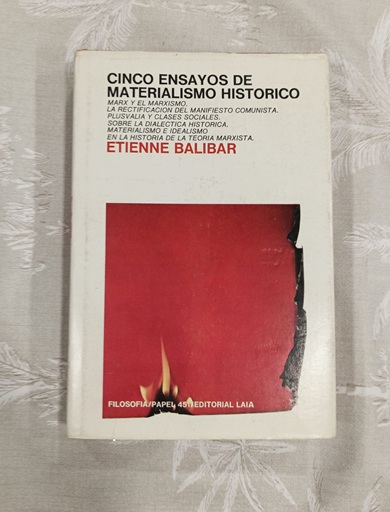 CINCO ENSAYOS DE
MATERIALISMO HISTORICO
MARX Y EL MARXISMO.
LA RECTIFICACION DEL MANIFIESTO COMUNISTA.
PLUSVALIA Y CLASES SOCIALES.
SOBRE LA DIALECTICA HISTORICA.
MATERIALISMO E IDEALISMO
EN LA HISTORIA DE LA TEORIA MARXISTA.
ETIENNE BALIBAR
FILOSOFIA/PAPEL 451/EDITORIAL LAIA